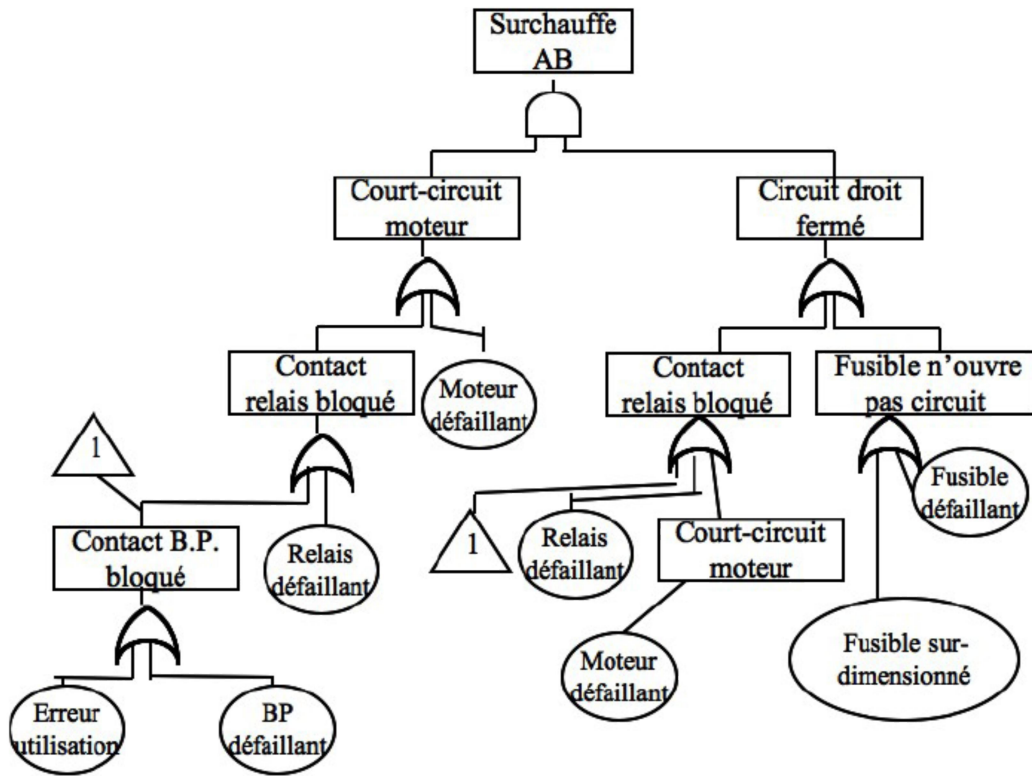 Surchauffe
AB
Court-circuit
moteur
Circuit droit
fermé
Contact
relais bloqué
Moteur
défaillant
Contact
relais bloqué
Fusible n’ouvre
pas circuit
1
Contact B.P.
bloqué
Relais
défaillant
1
Relais
défaillant
Court-circuit
moteur
Fusible
défaillant
Moteur
défaillant
Fusible sur-
dimensionné
Erreur
utilisation
BP
défaillant